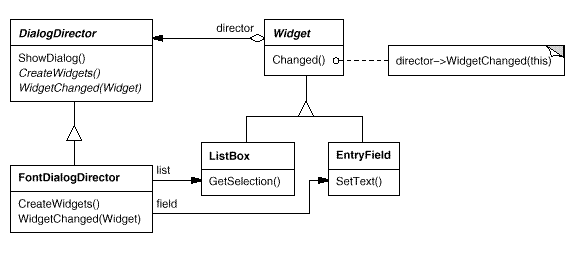 DialogDirector
ShowDialog()
CreateWidgets()
WidgetChanged(Widget)
director
Widget
Changed()
director->WidgetChanged(this)
FontDialogDirector
CreateWidgets()
WidgetChanged(Widget)
list
field
ListBox
GetSelection()
EntryField
SetText()